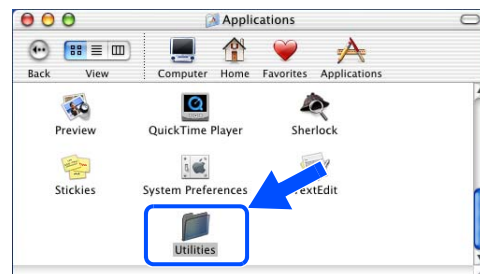 Applications
Back View Computer Home Favorites Applications
Preview QuickTime Player Sherlock
Stickies System Preferences extEdit
Utilities